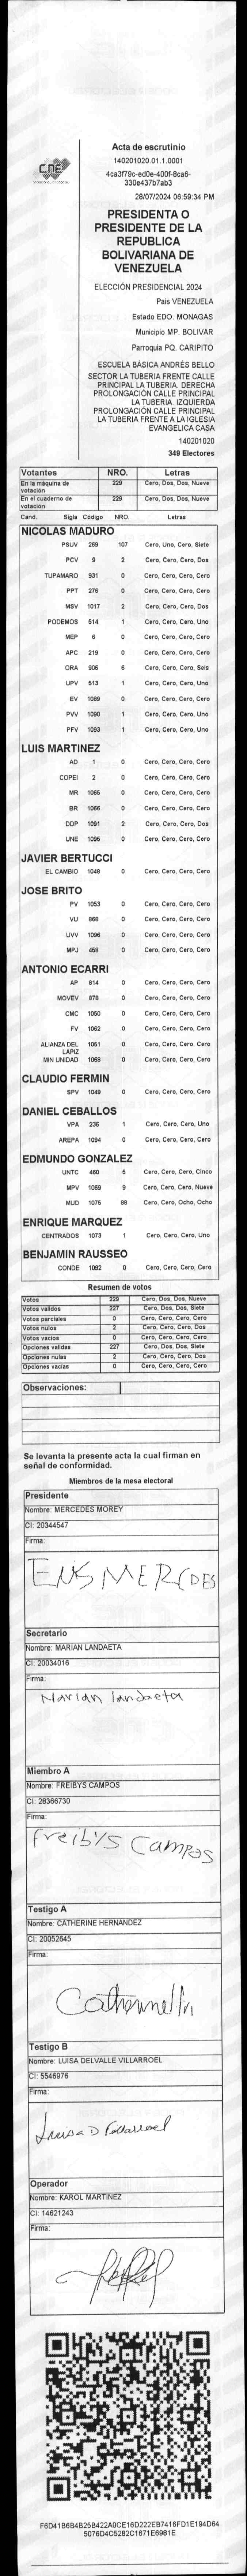 CNE
Acta de escrutinio
140201020.01.1.0001
4ca3f79c-ed0e-400f-8ca6-
330e437b7ab3
28/07/2024 06:59:34 PM
PRESIDENTA O
PRESIDENTE DE LA
REPUBLICA
BOLIVARIANA DE
VENEZUELA
ELECCIÓN PRESIDENCIAL 2024
Pais VENEZUELA
Estado EDO. MONAGAS
Municipio MP. BOLIVAR
Parroquia PQ. CARIPITO
ESCUELA BÁSICA ANDRÉS BELLO
SECTOR LA TUBERIA FRENTE CALLE
PRINCIPAL LA TUBERIA. DERECHA
PROLONGACIÓN CALLE PRINCIPAL
LA TUBERIA. IZQUIERDA
PROLONGACIÓN CALLE PRINCIPAL
LA TUBERIA FRENTE A LA IGLESIA
EVANGELICA CASA
140201020
349 Electores
Votantes NRO. Letras
En la máquina de votación 229 Cero, Dos, Dos, Nueve
En el cuaderno de votación 229 Cero, Dos, Dos, Nueve
Cand. Sigla Código NRO. Letras
NICOLAS MADURO
PSUV 269 107 Cero, Uno, Cero, Siete
PCV 9 2 Cero, Cero, Cero, Dos
TUPAMARO 931 0 Cero, Cero, Cero, Cero
PPT 276 0 Cero, Cero, Cero, Cero
MSV 1017 2 Cero, Cero, Cero, Dos
PODEMOS 514 1 Cero, Cero, Cero, Uno
MEP 6 0 Cero, Cero, Cero, Cero
APC 219 0 Cero, Cero, Cero, Cero
ORA 906 6 Cero, Cero, Cero, Seis
UPV 513 1 Cero, Cero, Cero, Uno
EV 1089 0 Cero, Cero, Cero, Cero
PVV 1090 1 Cero, Cero, Cero, Uno
PFV 1093 1 Cero, Cero, Cero, Uno
LUIS MARTINEZ
AD 1 0 Cero, Cero, Cero, Cero
COPEI 2 0 Cero, Cero, Cero, Cero
MR 1065 0 Cero, Cero, Cero, Cero
BR 1066 0 Cero, Cero, Cero, Cero
DDP 1091 2 Cero, Cero, Cero, Dos
UNE 1095 0 Cero, Cero, Cero, Cero
JAVIER BERTUCCI
EL CAMBIO 1048 0 Cero, Cero, Cero, Cero
JOSE BRITO
PV 1053 0 Cero, Cero, Cero, Cero
VU 868 0 Cero, Cero, Cero, Cero
UVV 1096 0 Cero, Cero, Cero, Cero
MPJ 458 0 Cero, Cero, Cero, Cero
ANTONIO ECARRI
AP 814 0 Cero, Cero, Cero, Cero
MOVEV 878 0 Cero, Cero, Cero, Cero
CMC 1050 0 Cero, Cero, Cero, Cero
FV 1062 0 Cero, Cero, Cero, Cero
ALIANZA DEL LAPIZ 1051 0 Cero, Cero, Cero, Cero
MIN UNIDAD 1068 0 Cero, Cero, Cero, Cero
CLAUDIO FERMIN
SPV 1049 0 Cero, Cero, Cero, Cero
DANIEL CEBALLOS
VPA 236 1 Cero, Cero, Cero, Uno
AREPA 1094 0 Cero, Cero, Cero, Cero
EDMUNDO GONZALEZ
UNTC 460 5 Cero, Cero, Cero, Cinco
MPV 1069 9 Cero, Cero, Cero, Nueve
MUD 1075 88 Cero, Cero, Ocho, Ocho
ENRIQUE MARQUEZ
CENTRADOS 1073 1 Cero, Cero, Cero, Uno
BENJAMIN RAUSSEO
CONDE 1082 0 Cero, Cero, Cero, Cero
Resumen de votos
Votos 229 Cero, Dos, Dos, Nueve
Votos validos 227 Cero, Dos, Dos, Siete
Votos parciales 0 Cero, Cero, Cero, Cero
Votos nulos 2 Cero, Cero, Cero, Dos
Votos vacios 0 Cero, Cero, Cero, Cero
Opciones validas 227 Cero, Dos, Dos, Siete
Opciones nulas 2 Cero, Cero, Cero, Dos
Opciones vacias 0 Cero, Cero, Cero, Cero
Observaciones:
Se levanta la presente acta la cual firman en
señal de conformidad.
Miembros de la mesa electoral
Presidente
Nombre: MERCEDES MOREY
CI: 20344547
Firma:
Secretario
Nombre: MARIAN LANDAETA
CI: 20034016
Firma:
Marian landaeta
Miembro A
Nombre: FREIBYS CAMPOS
CI: 28366730
Firma:
Freibys Campos
Testigo A
Nombre: CATHERINE HERNANDEZ
CI: 20052645
Firma:
Testigo B
Nombre: LUISA DELVALLE VILLARROEL
CI: 5546976
Firma:
Luisa D Villarroel
Operador
Nombre: KAROL MARTINEZ
CI: 14621243
Firma:
F6D41B6B4B25B422A0CE16D222EB7416FD1E194D64
5076D4C5282C1671E6981E